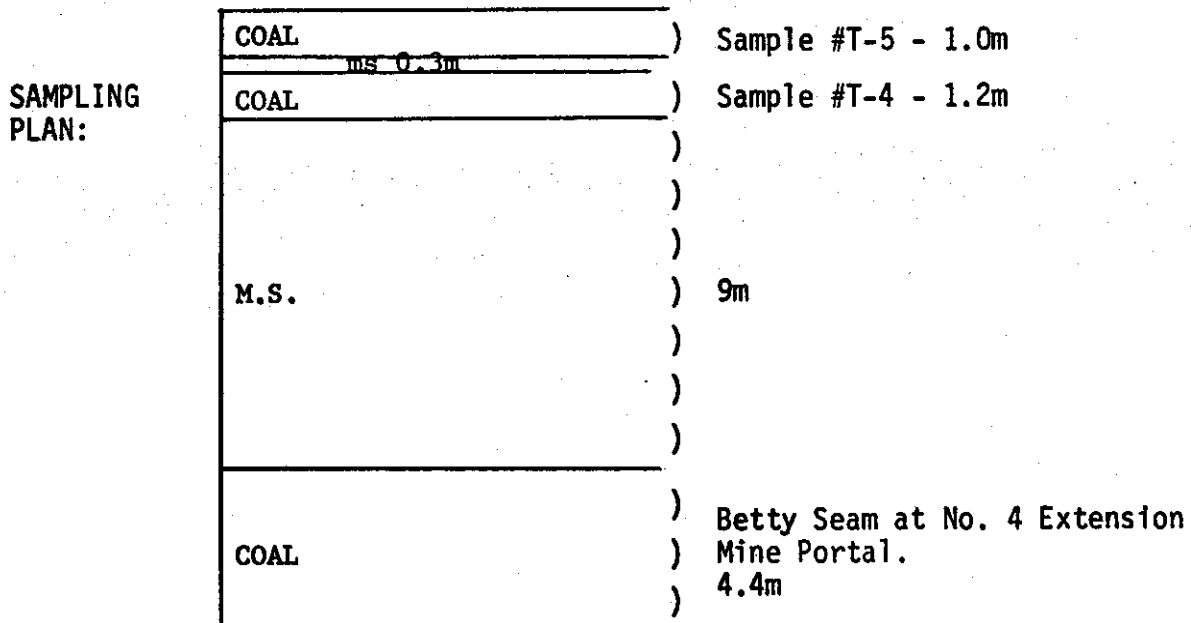 COAL
) Sample #T-5 - 1.0m
ms 0.3m
SAMPLING
PLAN:
COAL
) Sample #T-4 - 1.2m
)
)
)
M.S.
) 9m
)
)
)
)
Betty Seam at No. 4 Extension
COAL
) Mine Portal.
4.4m
)